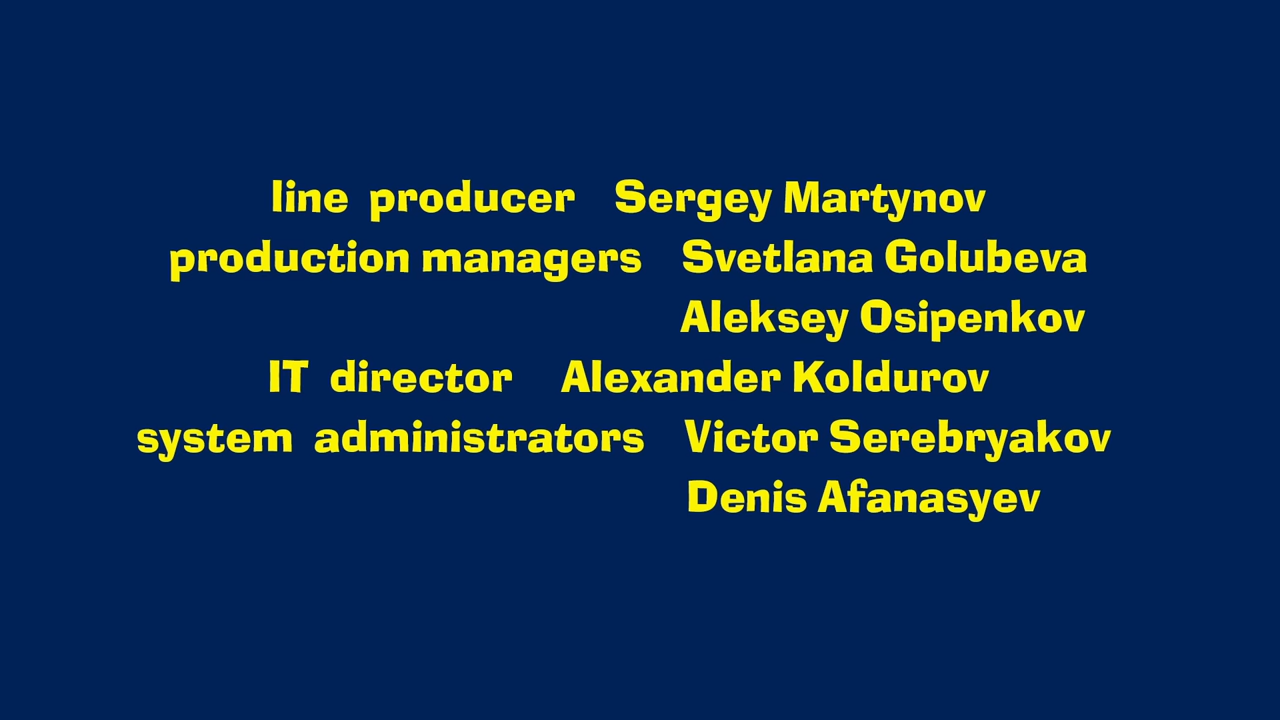 line producer Sergey Martynov
production managers Svetlana Golubeva
Aleksey Osipenkov
IT director Alexander Koldurov
system administrators Victor Serebryakov
Denis Afanasyev